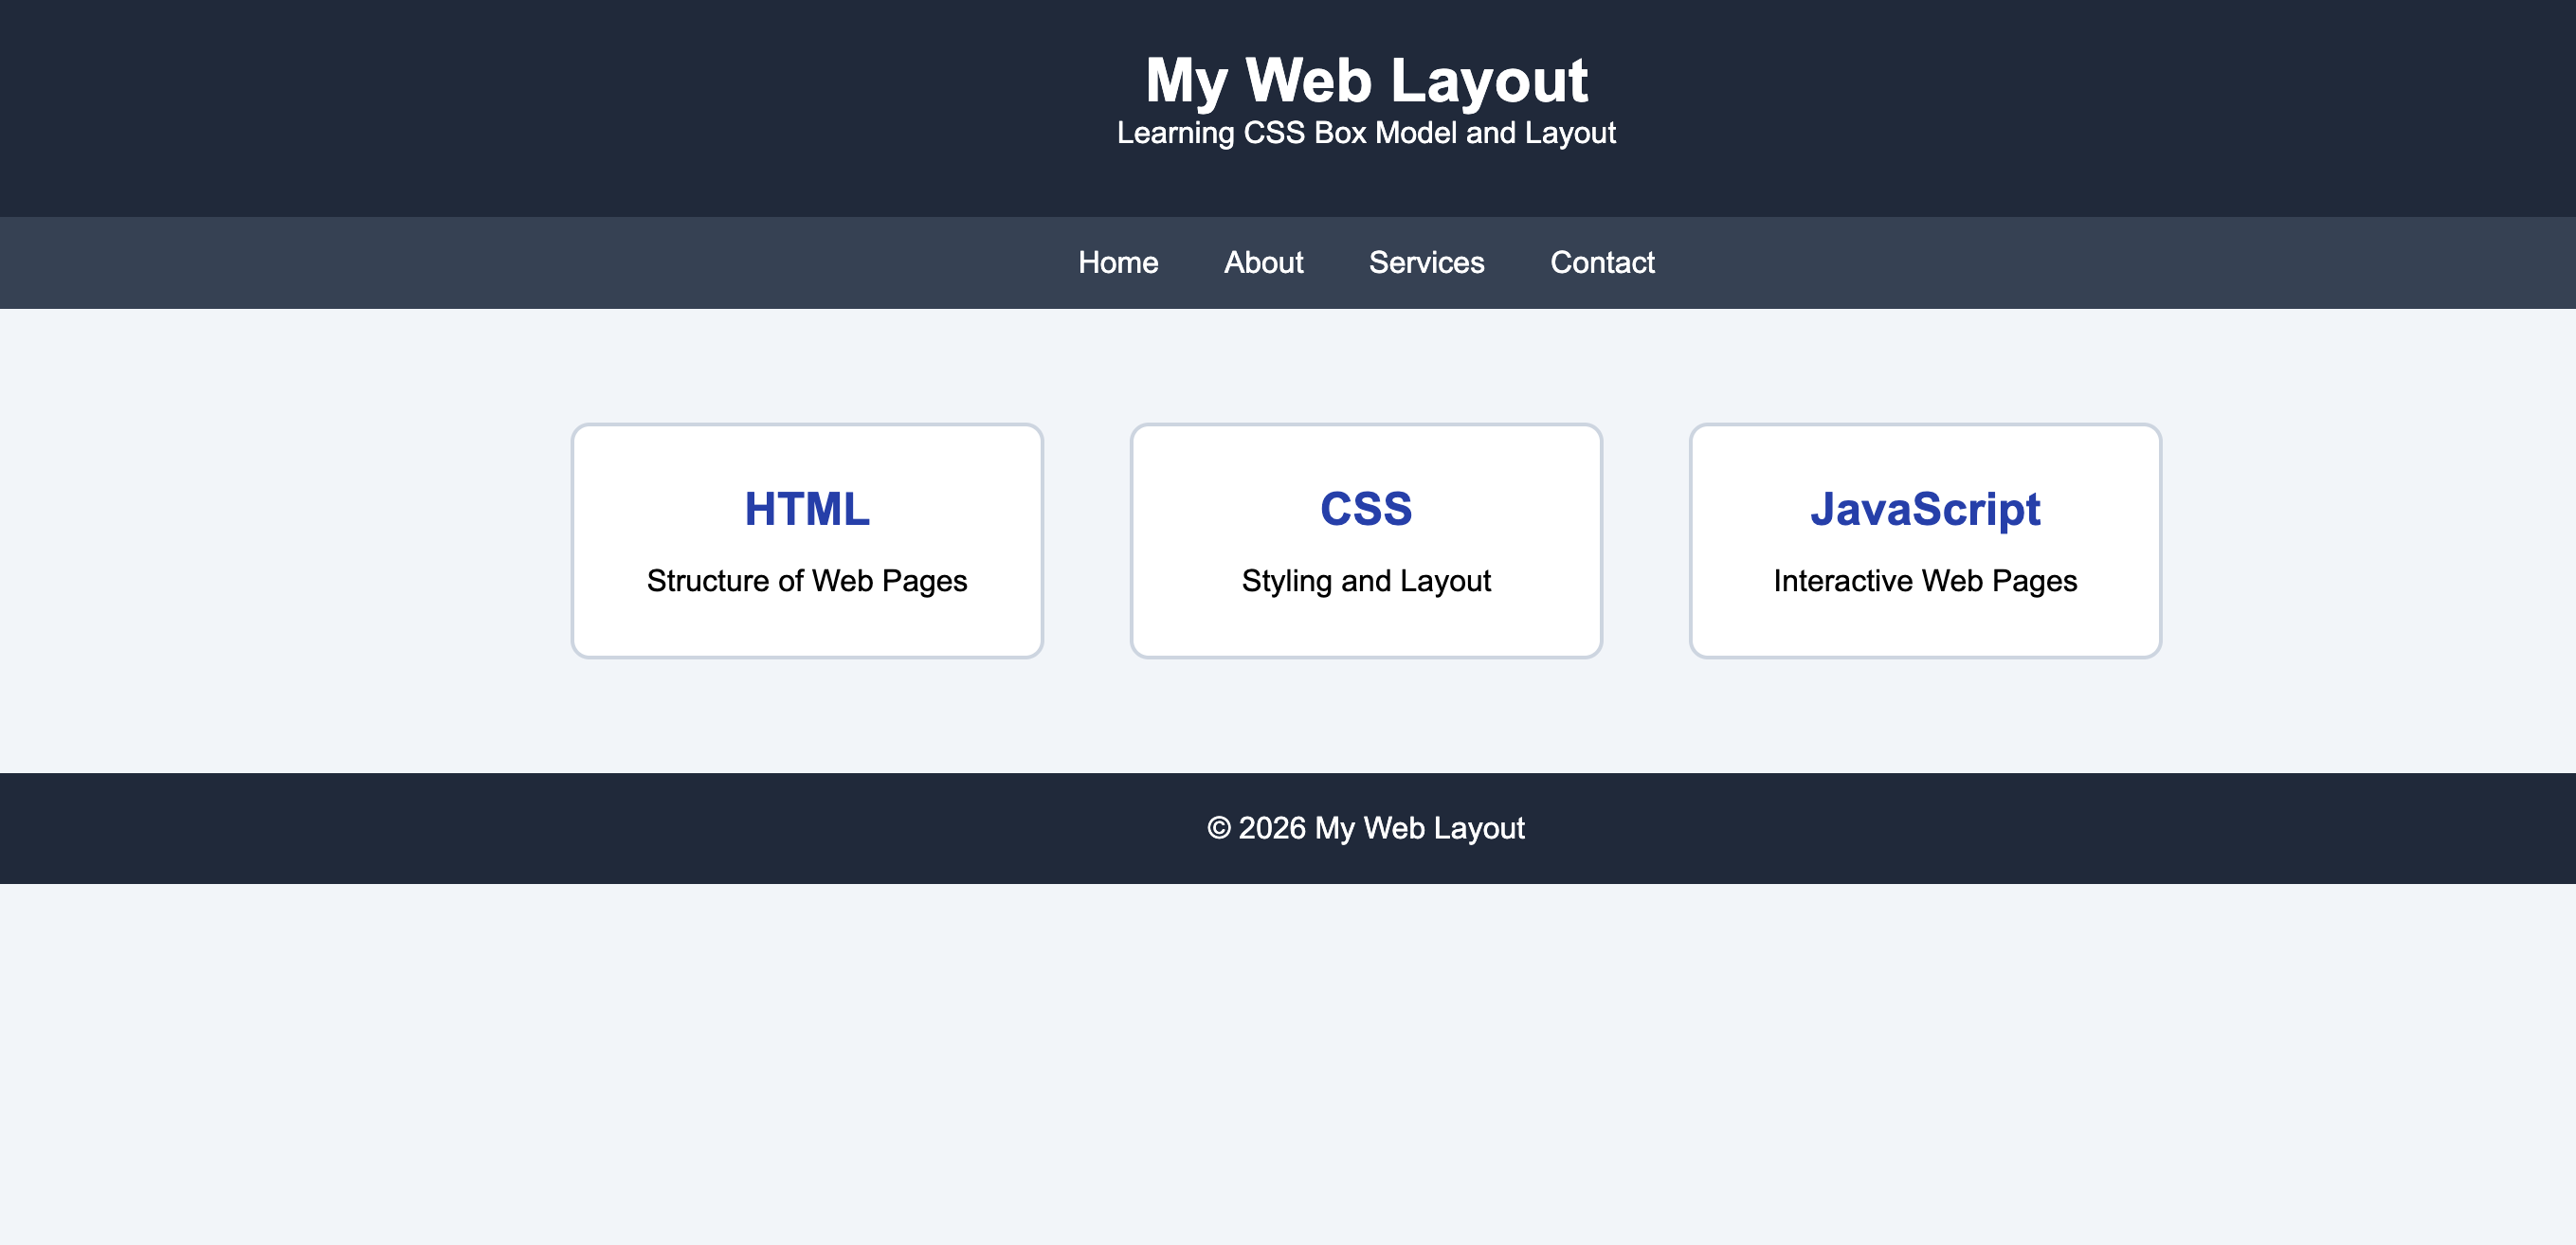 My Web Layout
Learning CSS Box Model and Layout
Home About Services Contact
HTML
Structure of Web Pages
CSS
Styling and Layout
JavaScript
Interactive Web Pages
© 2026 My Web Layout